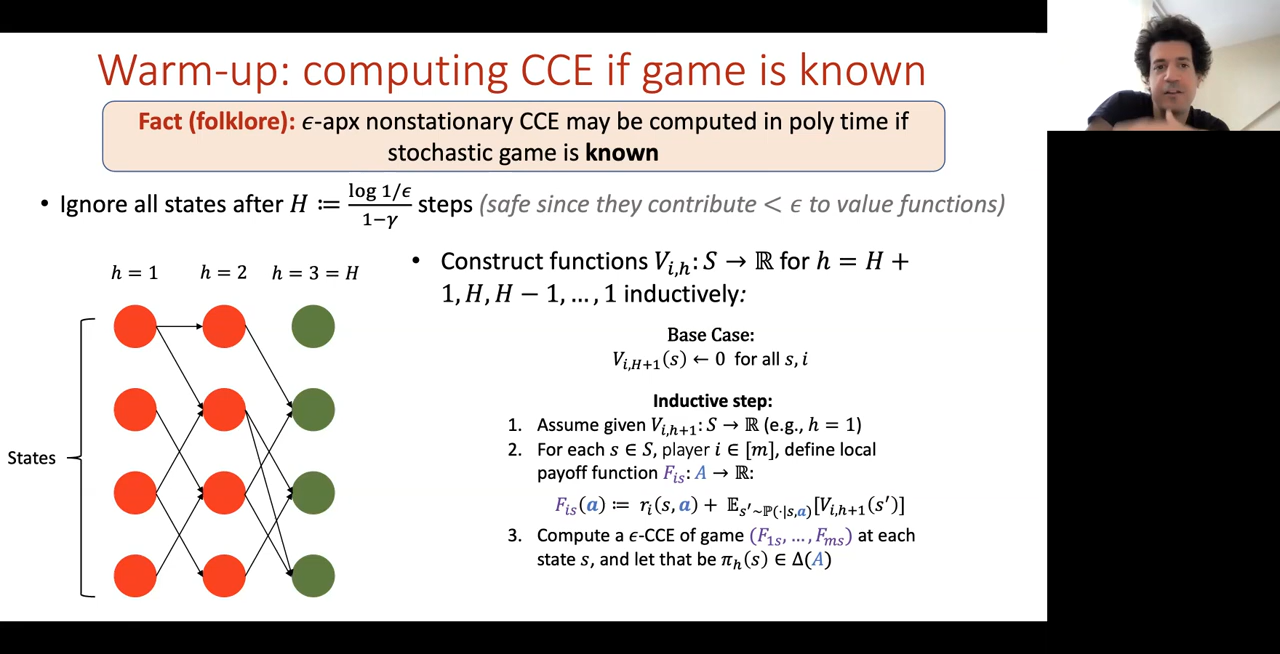 Warm-up: computing CCE if game is known
Fact (folklore): ϵ-apx nonstationary CCE may be computed in poly time if
stochastic game is known
• Ignore all states after H ≔ log 1/ϵ / 1−γ steps (safe since they contribute < ϵ to value functions)
h = 1 h = 2 h = 3 = H
States
• Construct functions V_{i,h}: S → ℝ for h = H +
1, H, H − 1, …, 1 inductively:
Base Case:
V_{i,H+1}(s) ← 0 for all s, i
Inductive step:
1. Assume given V_{i,h+1}: S → ℝ (e.g., h = 1)
2. For each s ∈ S, player i ∈ [m], define local
payoff function F_{is}: A → ℝ:
F_{is}(a) ≔ r_i(s, a) + 𝔼_{s′∼ℙ(·|s,a)}[V_{i,h+1}(s′)]
3. Compute a ϵ-CCE of game (F_{1s}, …, F_{ms}) at each
state s, and let that be π_h(s) ∈ Δ(A)